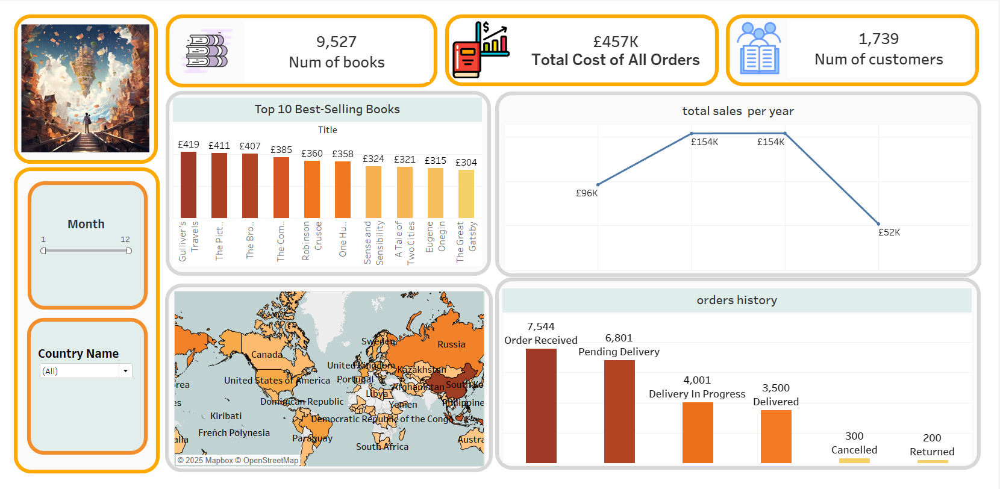 9,527
Num of books
£457K
Total Cost of All Orders
1,739
Num of customers
Month
1
12
Country Name
(All)
Top 10 Best-Selling Books
Title
£419
£411
£407
£385
£360
£358
£324
£321
£315
£304
Gulliver's
Travels
The Pict..
The Bro..
The Com..
Robinson
Crusoe
One Hu..
Sense and
Sensibility
A Tale of
Two Cities
Eugene
Onegin
The Great
Gatsby
total sales per year
£96K
£154K
£154K
£52K
Sweden
Russia
Canada
United Kingdom
Kazakhstan
United States of America
Portugal
Afghanistan
South Ko
rea
Libya
Dominican Republic
Yemen
Philippine
es
Kiribati
Democratic Republic of the Congo
French Polynesia
Paraguay
alia
South Africa
Austra
© 2025 Mapbox © OpenStreetMap
orders history
7,544
Order Received
6,801
Pending Delivery
4,001
Delivery In Progress
3,500
Delivered
300
Cancelled
200
Returned